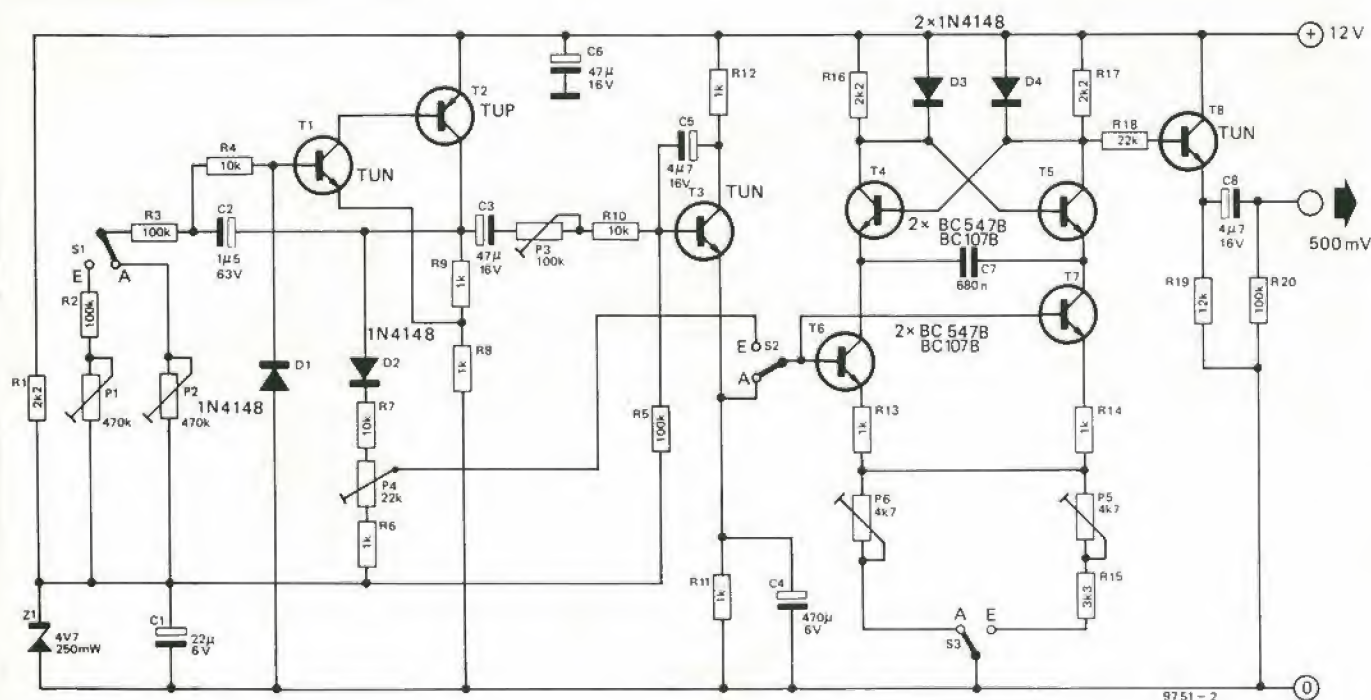 2×1N4148
+
12V
C6
47µ
16V
R12
1k
R16
2k2
D3
D4
R17
2k2
T2
TUP
T8
TUN
R18
22k
T1
TUN
R4
10k
C5
4µ7
16V
T3
TUN
T4
T5
2× BC547B
BC107B
C8
4µ7
16V
500mV
R3
100k
C2
1µ5
63V
C3
47µ
16V
P3
100k
R10
10k
S1
E
A
R9
1k
C7
680n
T7
R19
12k
R20
100k
R2
100k
1N4148
D2
R8
1k
E
S2
A
T6
2× BC547B
BC107B
R1
2k2
P1
470k
P2
470k
1N4148
D1
R7
10k
R5
100k
R13
1k
R14
1k
P4
22k
P6
4k7
P5
4k7
R6
1k
R11
1k
C4
470µ
6V
R15
3k3
Z1
4V7
250mW
C1
22µ
6V
A
E
S3
9751-2
0